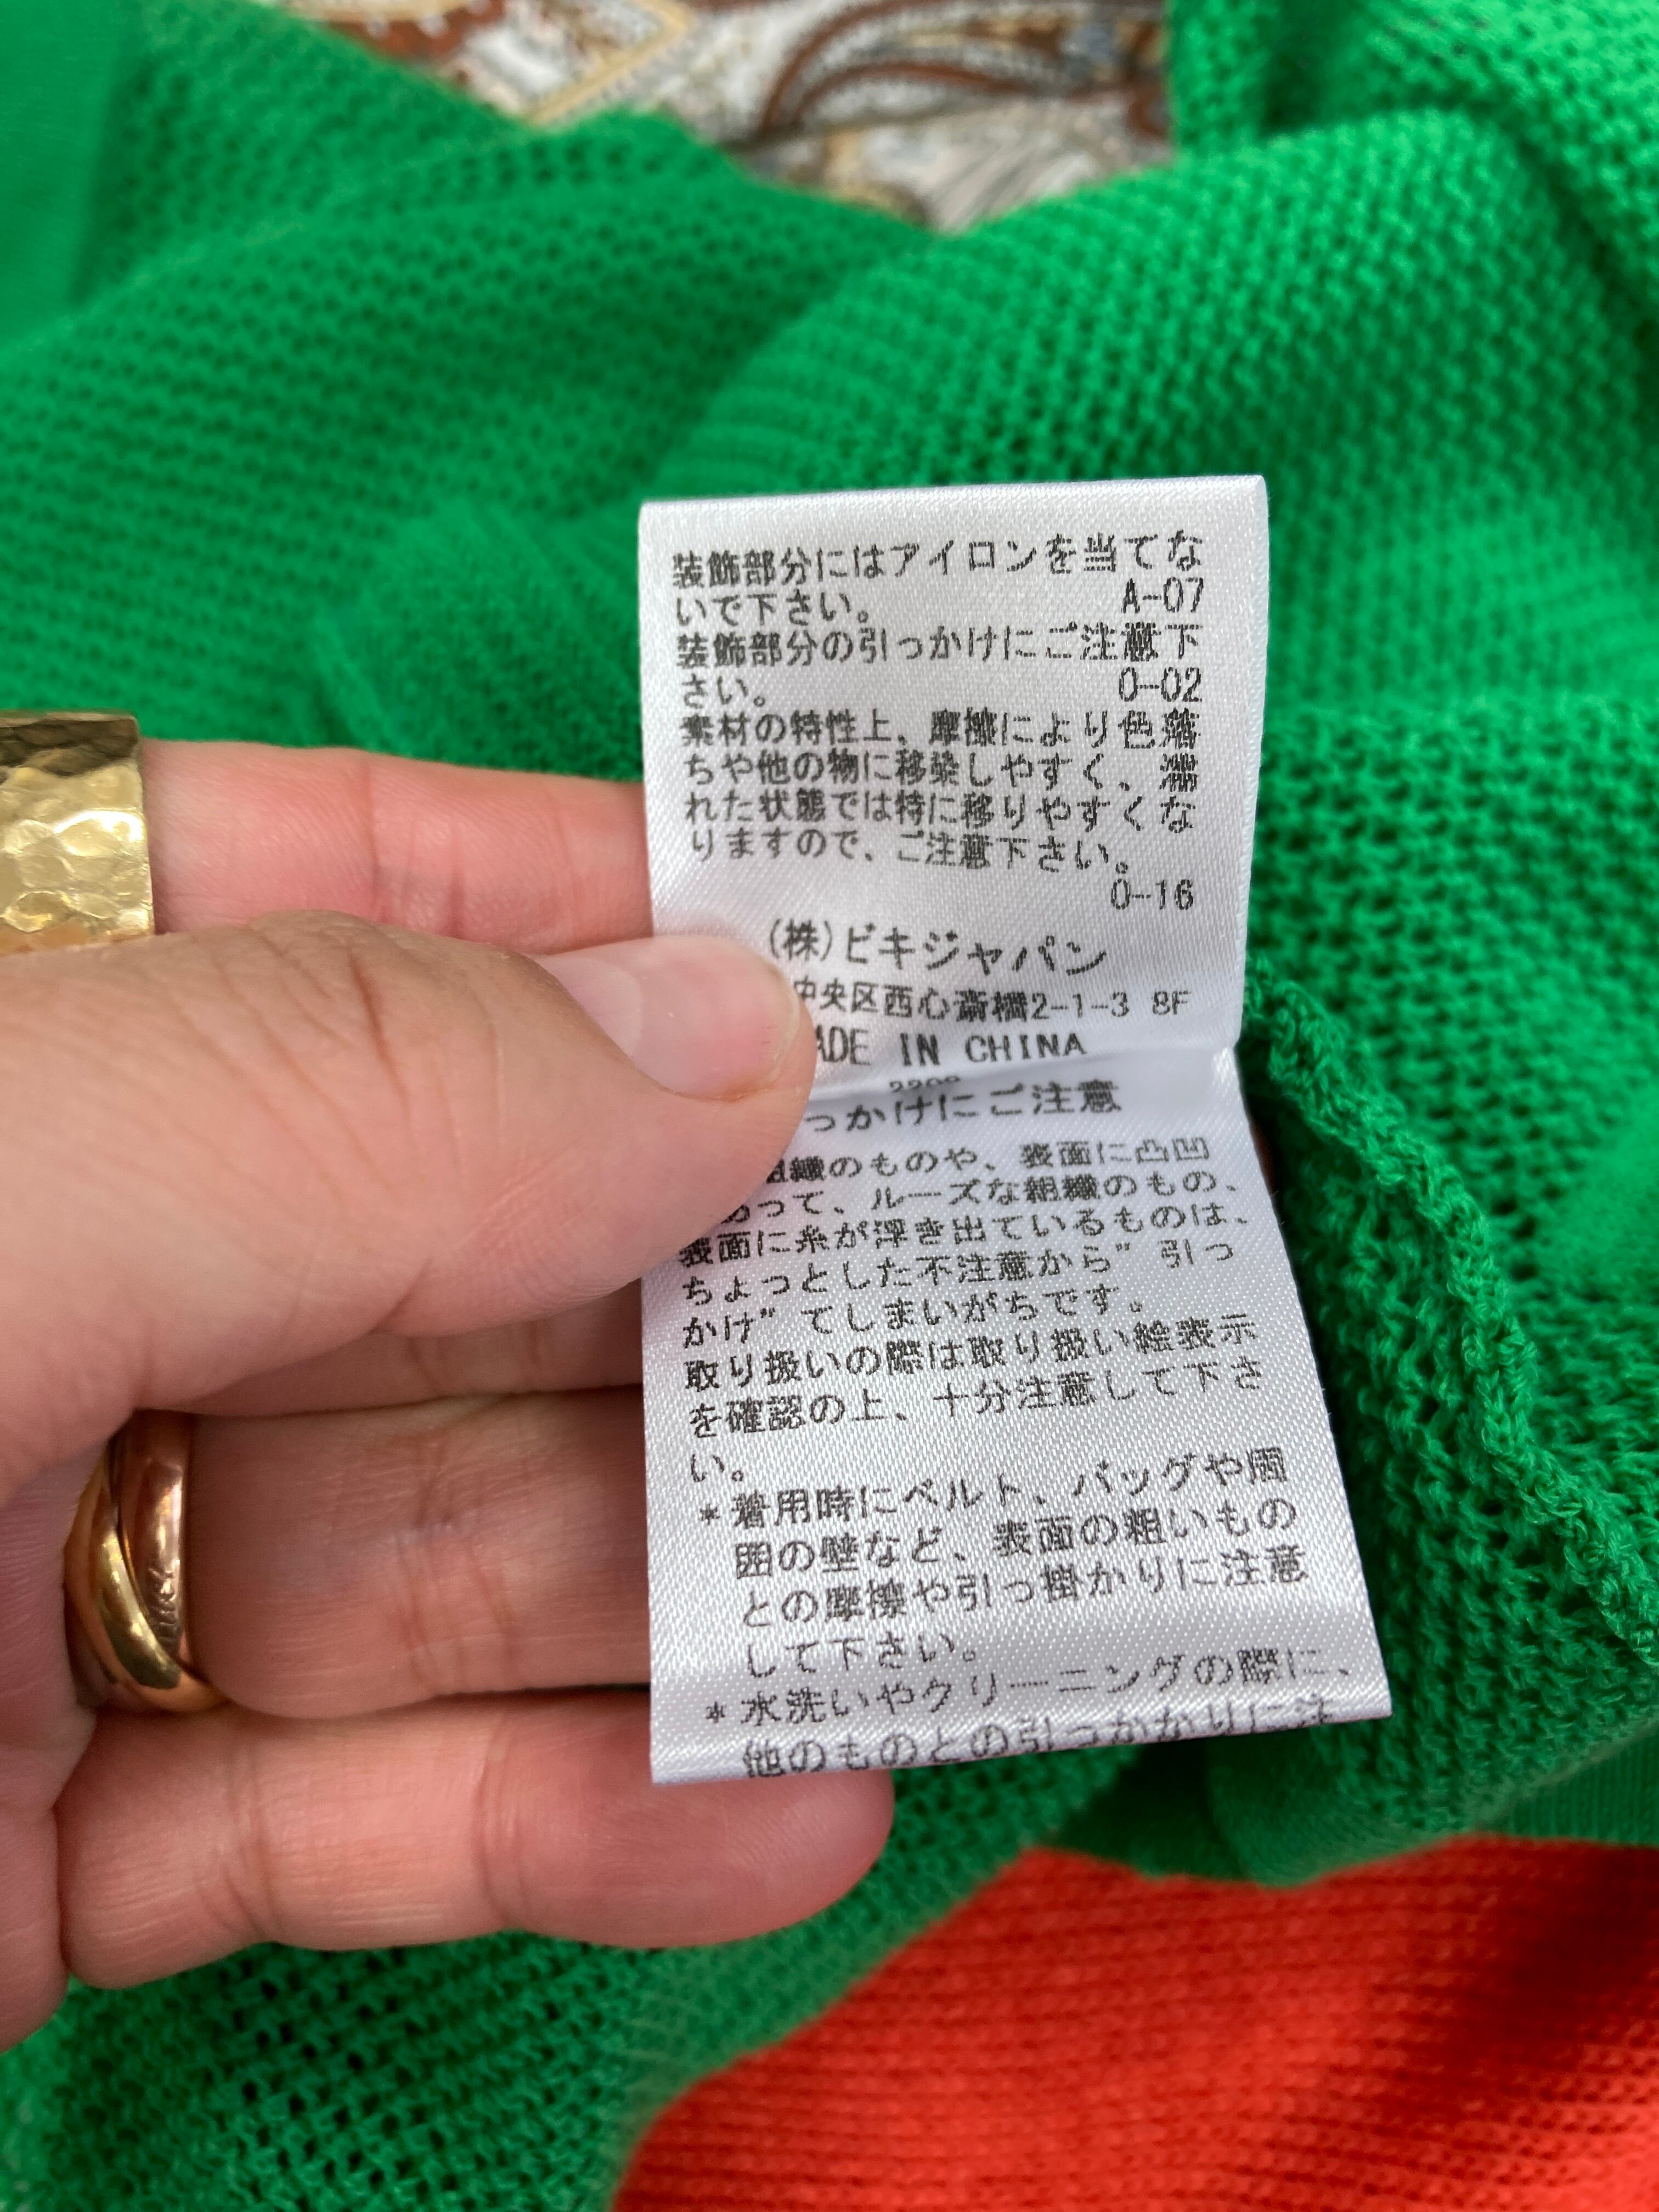 装飾部分にはアイロンを当てな
いで下さい。 A-07
装飾部分の引っかけにご注意下
さい。 O-02
素材の特性上、摩擦により色落
ちや他の物に移染しやすく、濡
れた状態では特に移りやすくな
りますので、ご注意下さい。
O-16
(株)ビキジャパン
中央区西心斎橋2-1-3 8F
ADE IN CHINA
っかけにご注意
組織のものや、表面に凸凹
あって、ルーズな組織のもの、
表面に糸が浮き出ているものは、
ちょっとした不注意から”引っ
かけ”てしまいがちです。
取り扱いの際は取り扱い絵表示
を確認の上、十分注意して下さ
い。
*着用時にベルト、バッグや周
囲の壁など、表面の粗いもの
との摩擦や引っ掛かりに注意
して下さい。
*水洗いやクリーニングの際に、
他のものとの引っかかりに注